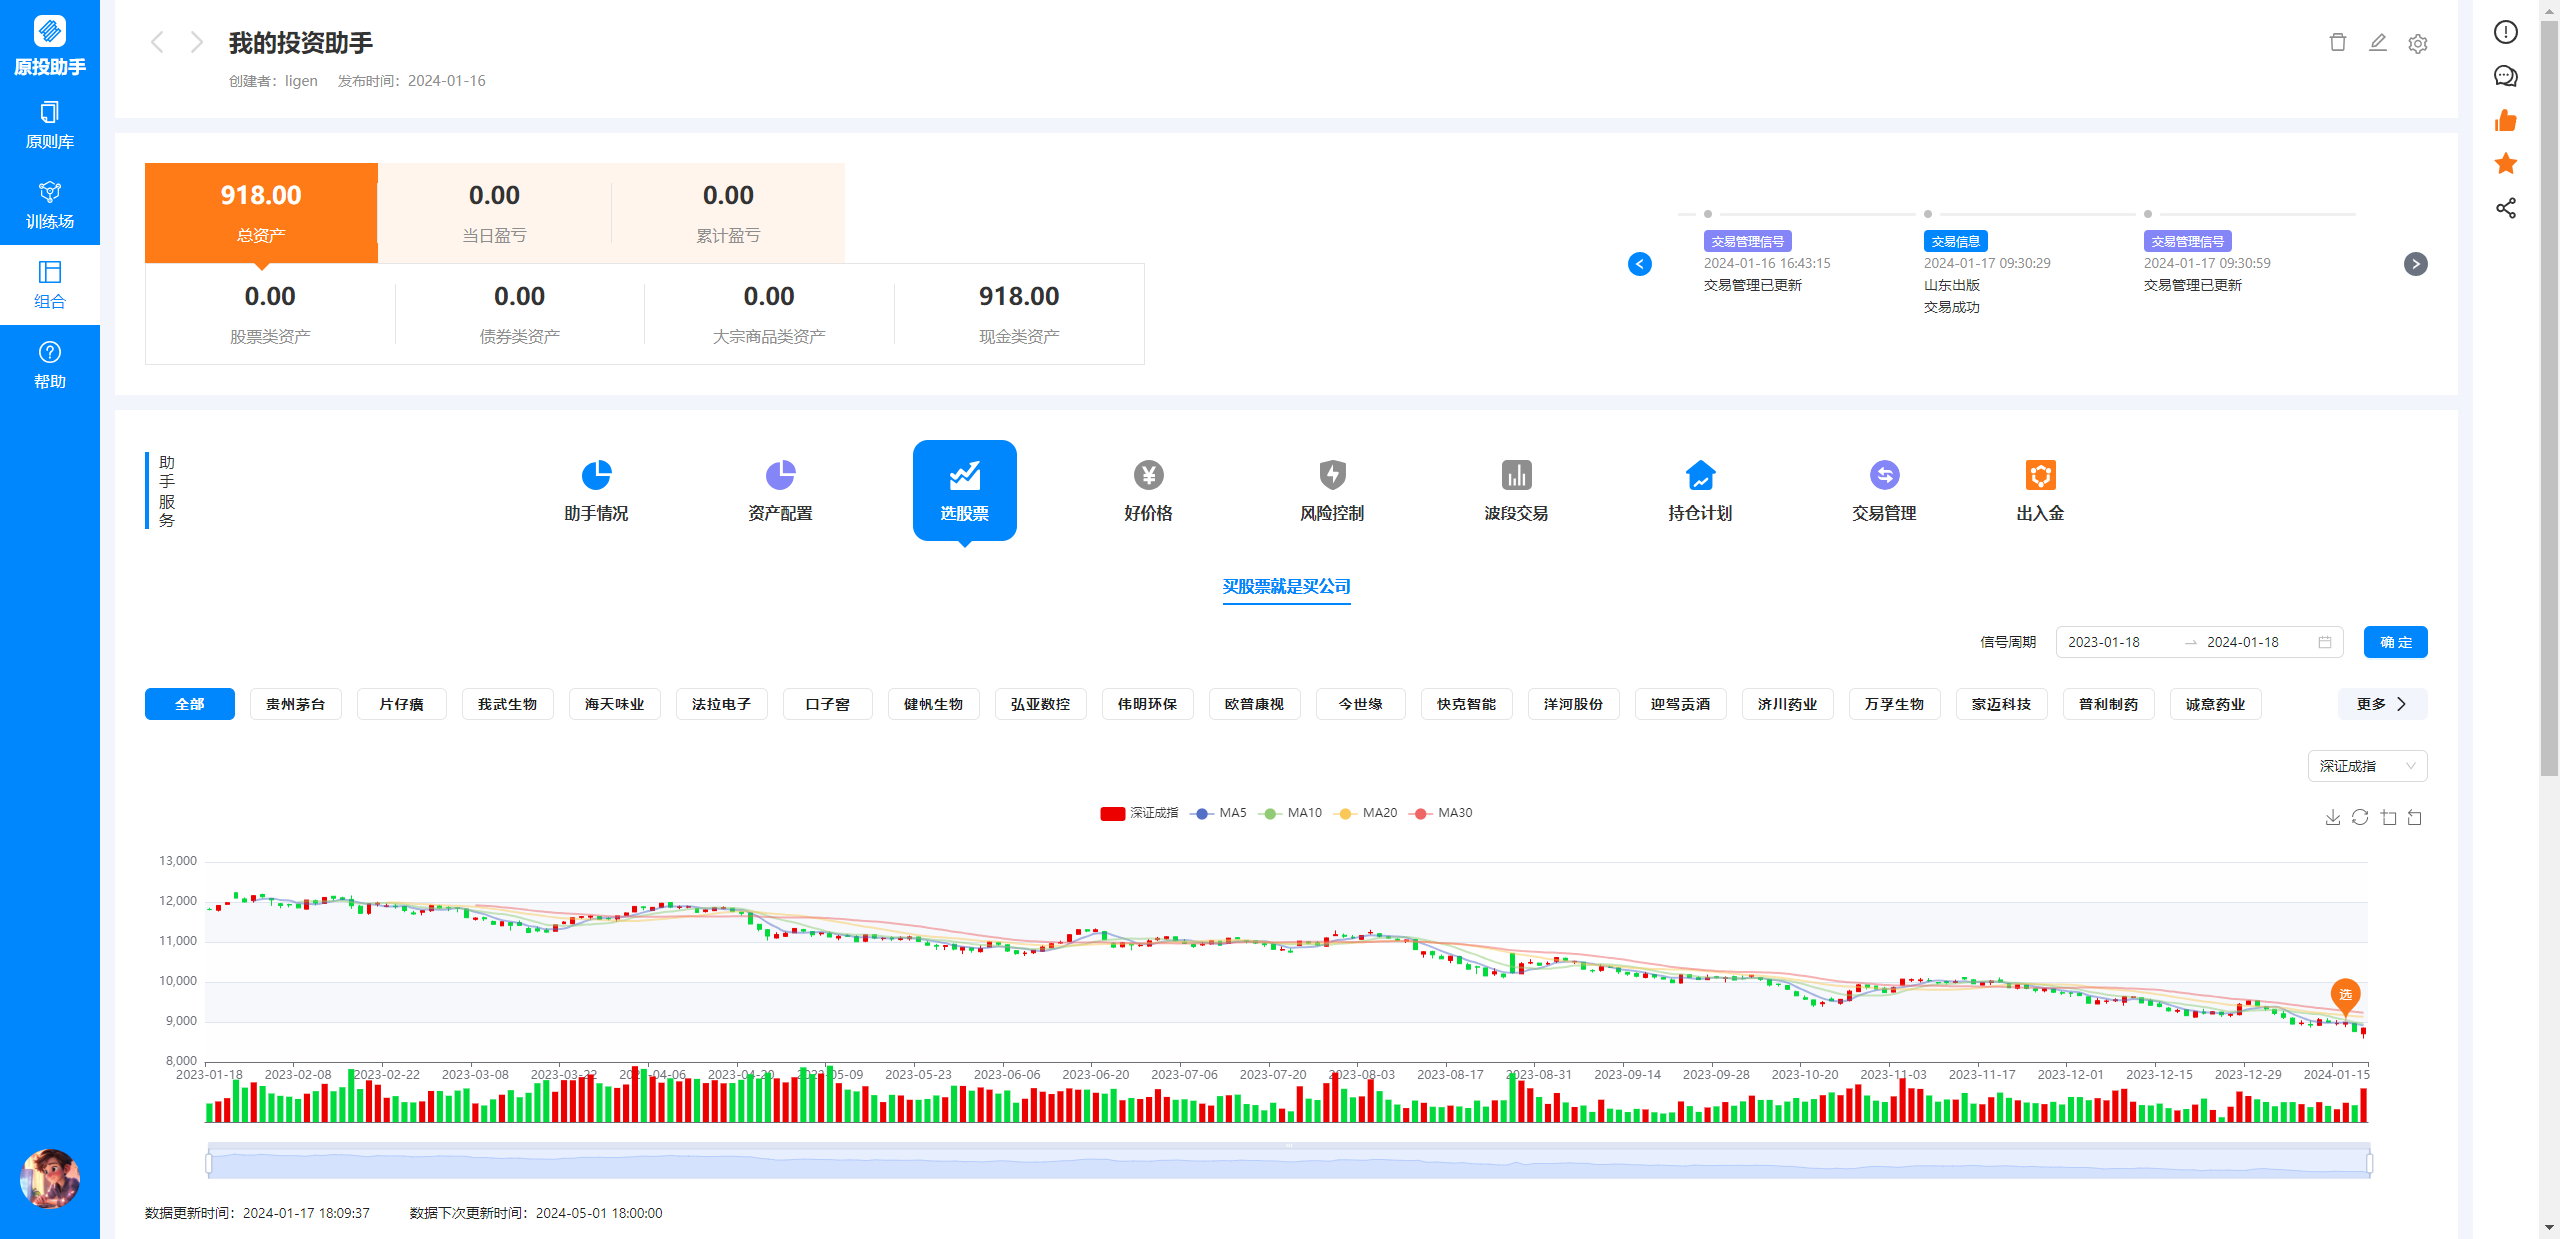 原投助手
原则库
训练场
组合
帮助
我的投资助手
创建者：ligen 发布时间：2024-01-16
918.00 0.00 0.00
总资产 当日盈亏 累计盈亏
0.00 0.00 0.00 918.00
股票类资产 债券类资产 大宗商品类资产 现金类资产
交易管理信号 交易信息 交易管理信号
2024-01-16 16:43:15 2024-01-17 09:30:29 2024-01-17 09:30:59
交易管理已更新 山东出版 交易管理已更新
交易成功
助手服务
助手情况 资产配置 选股票 好价格 风险控制 波段交易 持仓计划 交易管理 出入金
买股票就是买公司
信号周期 2023-01-18 → 2024-01-18 确 定
全部 贵州茅台 片仔癀 我武生物 海天味业 法拉电子 口子窖 健帆生物 弘亚数控 伟明环保 欧普康视 今世缘 快克智能 洋河股份 迎驾贡酒 济川药业 万孚生物 豪迈科技 普利制药 诚意药业 更多
深证成指
深证成指 MA5 MA10 MA20 MA30
13,000
12,000
11,000
10,000
9,000
8,000
选
2023-01-18 2023-02-08 2023-02-22 2023-03-08 2023-03-22 2023-04-06 2023-04-20 2023-05-09 2023-05-23 2023-06-06 2023-06-20 2023-07-06 2023-07-20 2023-08-03 2023-08-17 2023-08-31 2023-09-14 2023-09-28 2023-10-20 2023-11-03 2023-11-17 2023-12-01 2023-12-15 2023-12-29 2024-01-15
数据更新时间：2024-01-17 18:09:37 数据下次更新时间：2024-05-01 18:00:00